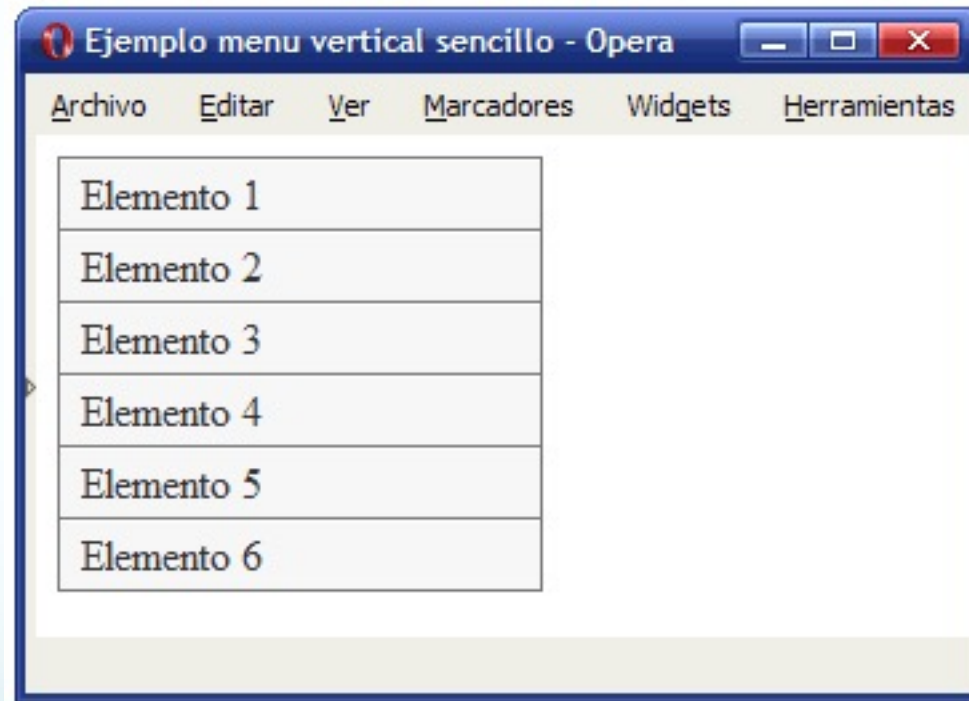 Ejemplo menu vertical sencillo - Opera
Archivo Editar Ver Marcadores Widgets Herramientas
Elemento 1
Elemento 2
Elemento 3
Elemento 4
Elemento 5
Elemento 6